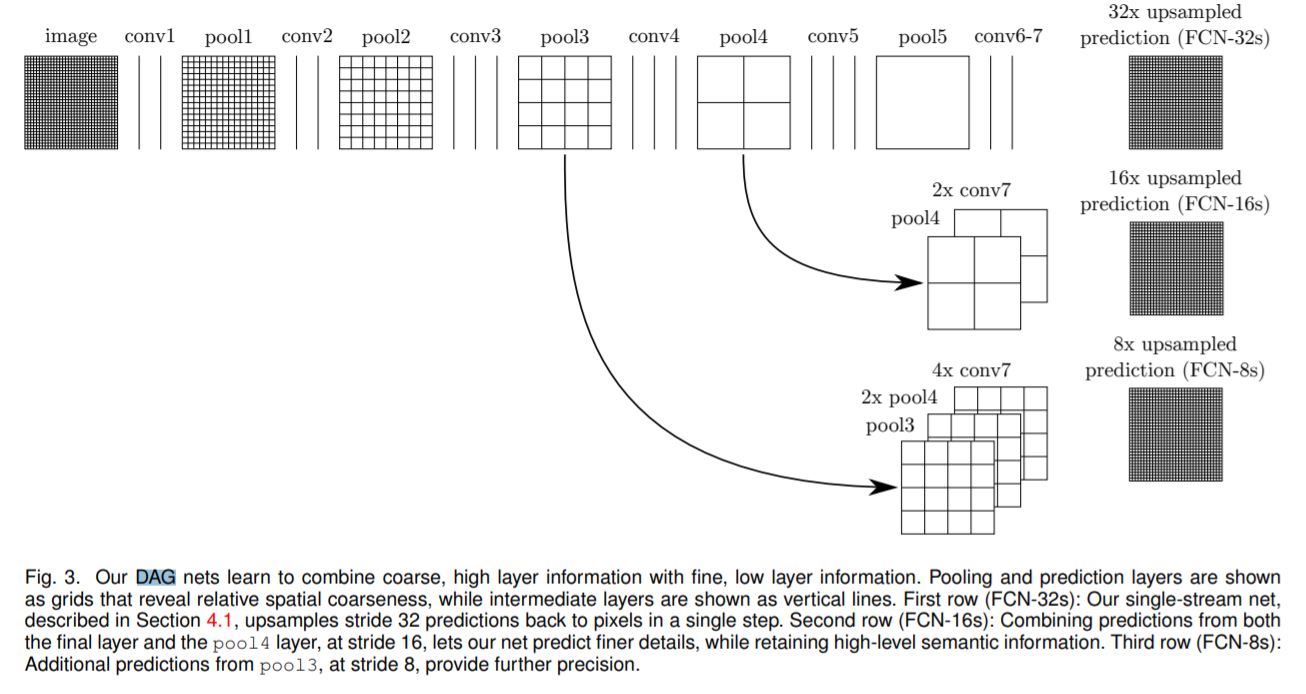 image conv1 pool1 conv2 pool2 conv3 pool3 conv4 pool4 conv5 pool5 conv6-7
32x upsampled
prediction (FCN-32s)
16x upsampled
prediction (FCN-16s)
2x conv7
pool4
8x upsampled
prediction (FCN-8s)
4x conv7
2x pool4
pool3
Fig. 3. Our DAG nets learn to combine coarse, high layer information with fine, low layer information. Pooling and prediction layers are shown
as grids that reveal relative spatial coarseness, while intermediate layers are shown as vertical lines. First row (FCN-32s): Our single-stream net,
described in Section 4.1, upsamples stride 32 predictions back to pixels in a single step. Second row (FCN-16s): Combining predictions from both
the final layer and the pool4 layer, at stride 16, lets our net predict finer details, while retaining high-level semantic information. Third row (FCN-8s):
Additional predictions from pool3, at stride 8, provide further precision.